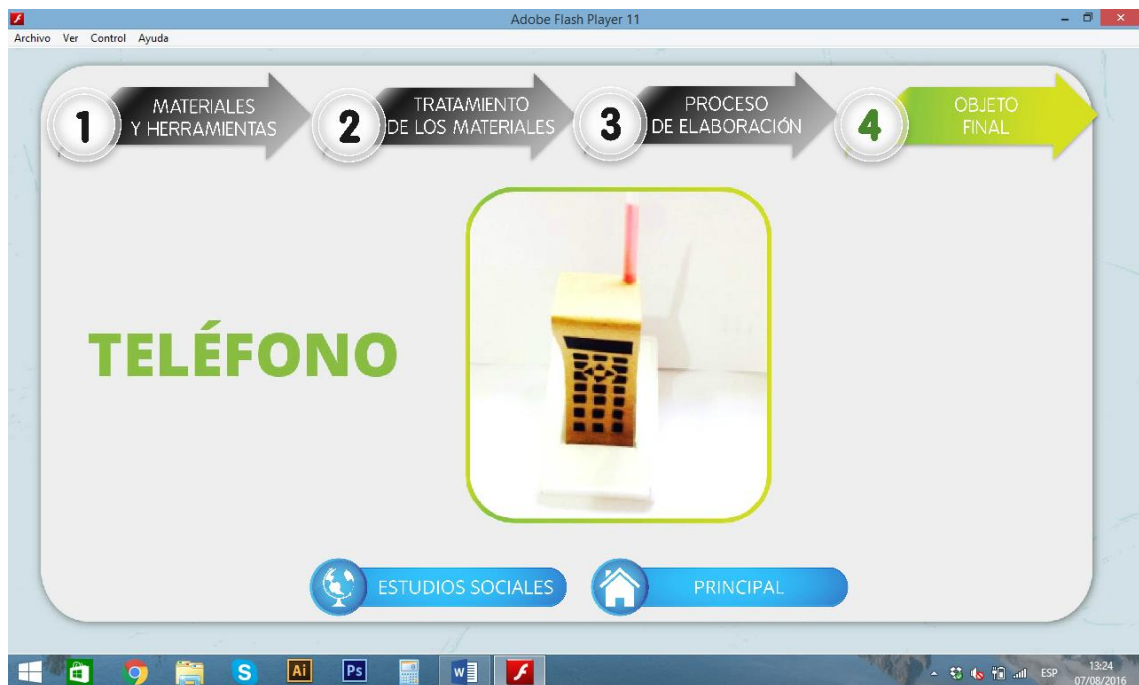 Adobe Flash Player 11
Archivo Ver Control Ayuda
1 MATERIALES
Y HERRAMIENTAS
2 TRATAMIENTO
DE LOS MATERIALES
3 PROCESO
DE ELABORACIÓN
4 OBJETO
FINAL
TELÉFONO
ESTUDIOS SOCIALES
PRINCIPAL
S
Ai
Ps
W
ESP
13:24
07/08/2016